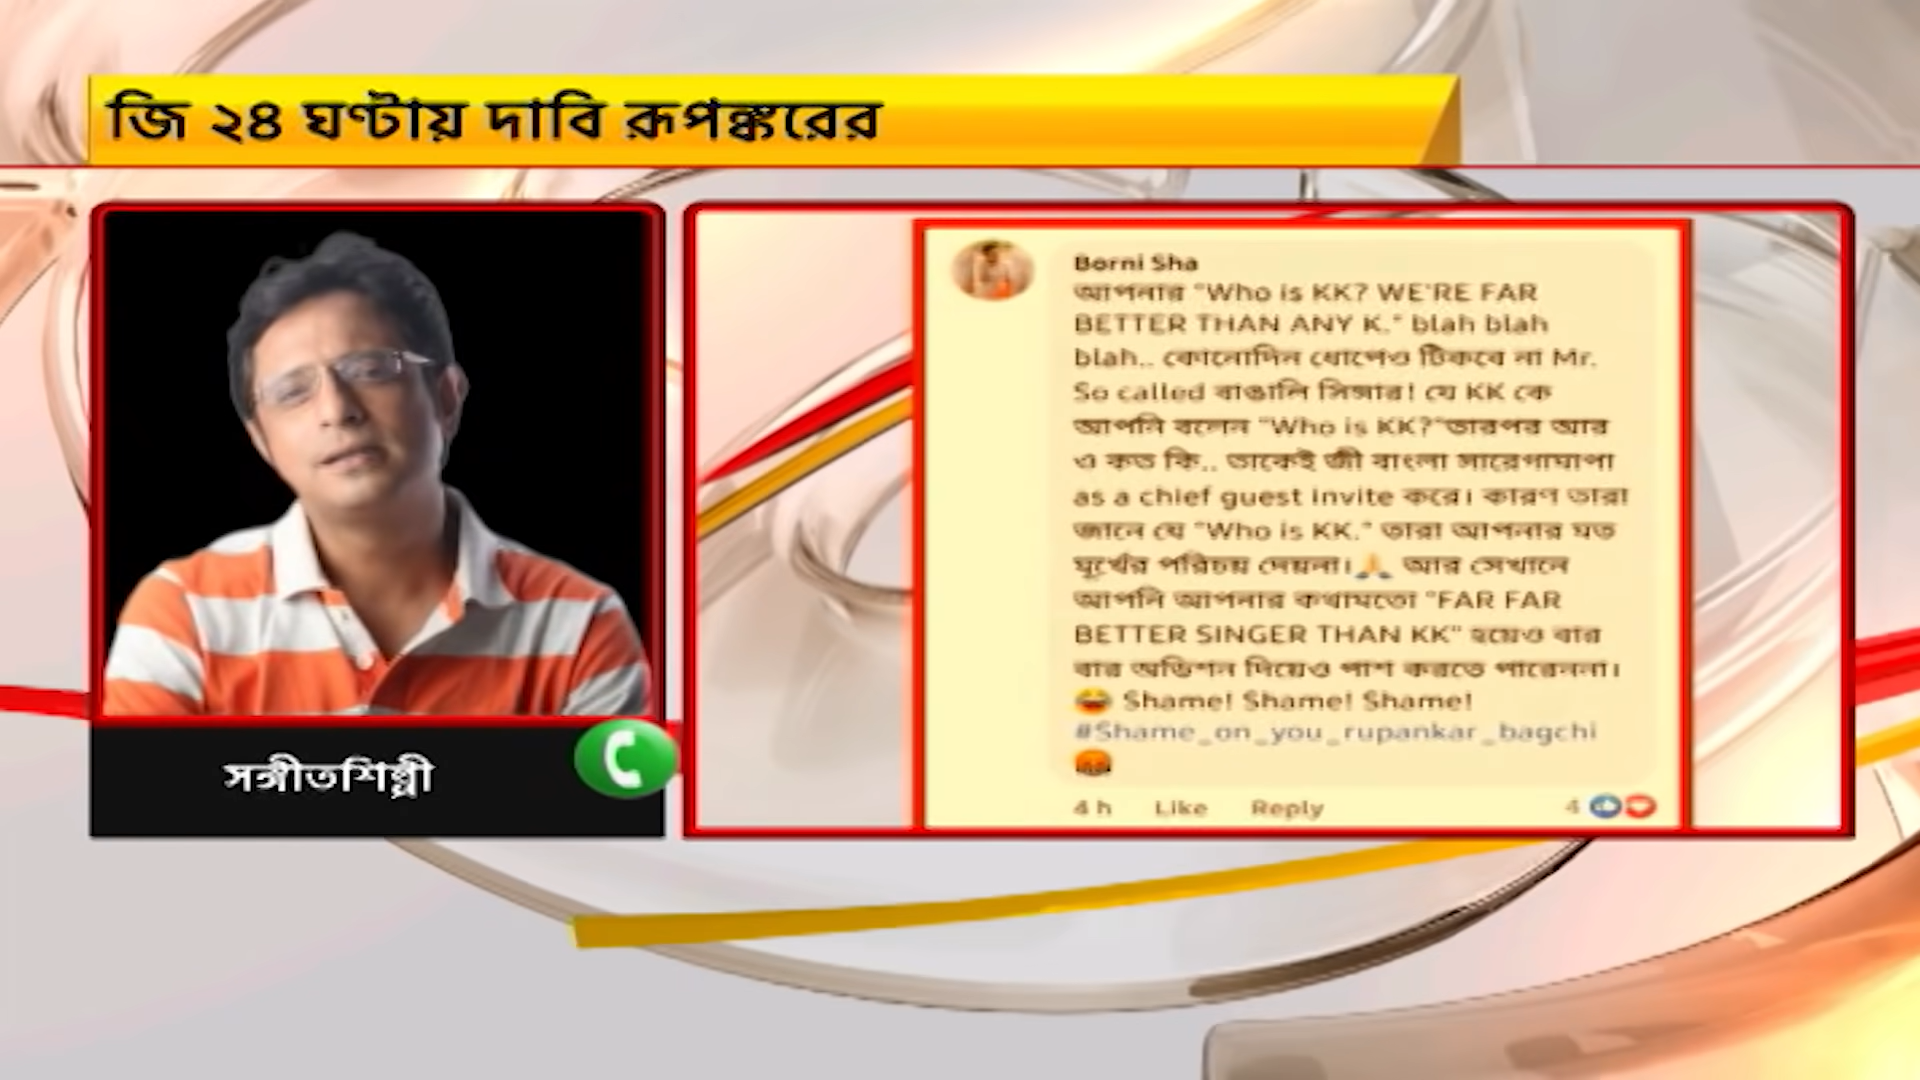 জি ২৪ ঘণ্টায় দাবি রূপঙ্করের
সঙ্গীতশিল্পী
Borni Sha
আপনার "Who is KK? WE'RE FAR
BETTER THAN ANY K." blah blah
blah.. কোনোদিন ধোপেও টিকবে না Mr.
So called বাঙালি সিঙ্গার! যে KK কে
আপনি বলেন "Who is KK?"তারপর আর
ও কত কি.. তাকেই জী বাংলা সারেগামাপা
as a chief guest invite করে। কারণ তারা
জানে যে "Who is KK." তারা আপনার মত
মূর্খের পরিচয় দেয়না।🙏 আর সেখানে
আপনি আপনার কথামতো "FAR FAR
BETTER SINGER THAN KK" হয়েও বার
বার অডিশন দিয়েও পাশ করতে পারেননা।
😂 Shame! Shame! Shame!
#Shame_on_you_rupankar_bagchi
😡
4 h Like Reply 4